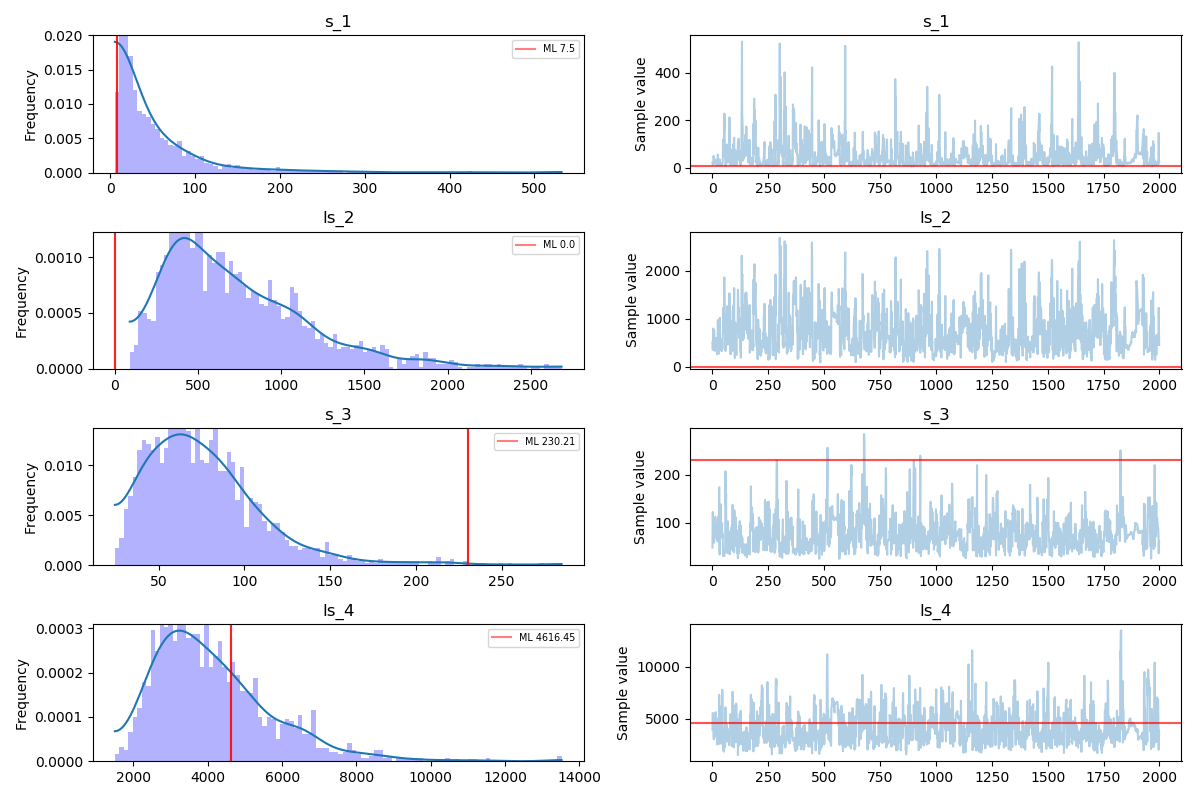 s_1
Frequency
0.020
0.015
0.010
0.005
0.000
ML 7.5
0 100 200 300 400 500
s_1
Sample value
400
200
0
0 250 500 750 1000 1250 1500 1750 2000
ls_2
Frequency
0.0010
0.0005
0.0000
ML 0.0
0 500 1000 1500 2000 2500
ls_2
Sample value
2000
1000
0
0 250 500 750 1000 1250 1500 1750 2000
s_3
Frequency
0.010
0.005
0.000
ML 230.21
50 100 150 200 250
s_3
Sample value
200
100
0 250 500 750 1000 1250 1500 1750 2000
ls_4
Frequency
0.0003
0.0002
0.0001
0.0000
ML 4616.45
2000 4000 6000 8000 10000 12000 14000
ls_4
Sample value
10000
5000
0 250 500 750 1000 1250 1500 1750 2000